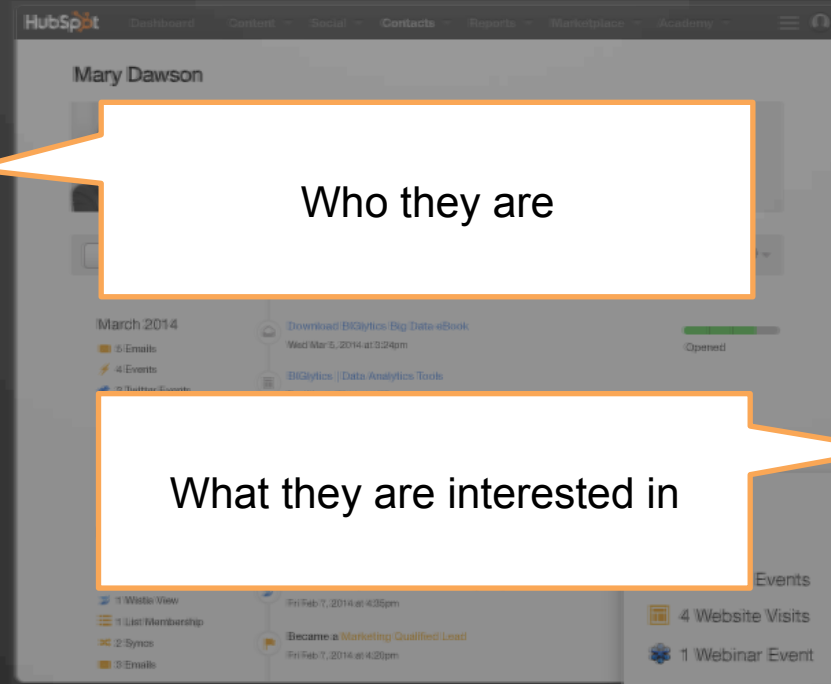 HubSpot Dashboard Content Social Contacts Reports Marketplace Academy
Mary Dawson
Who they are
March 2014
5 Emails
4 Events
Download BIGlytics Big Data eBook
Wed Mar 5, 2014 at 3:24pm
Opened
BIGlytics | Data Analytics Tools
What they are interested in
1 Wistia View
1 List Membership
2 Syncs
3 Emails
Fri Feb 7, 2014 at 4:35pm
Became a Marketing Qualified Lead
Fri Feb 7, 2014 at 4:20pm
Events
4 Website Visits
1 Webinar Event